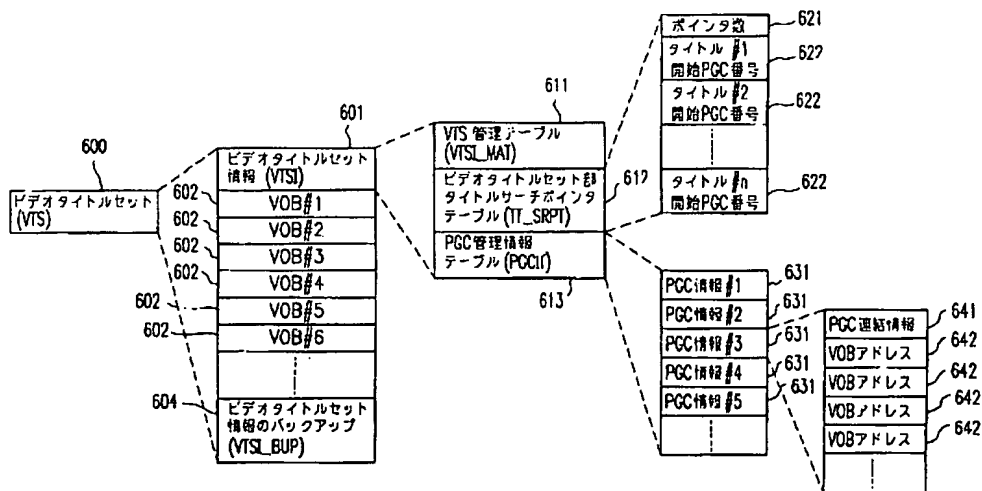 600
ビデオタイトルセット
(VTS)
601
ビデオタイトルセット
情報 (VTSI)
602
VOB#1
602
VOB#2
602
VOB#3
602
VOB#4
602
VOB#5
602
VOB#6
604
ビデオタイトルセット
情報のバックアップ
(VTSI_BUP)
611
VTS 管理テーブル
(VTSI_MAT)
ビデオタイトルセット部
タイトルサーチポインタ
テーブル (TT_SRPT)
612
PGC管理情報
テーブル (PGCIT)
613
ポインタ数
621
タイトル #1
開始PGC番号
622
タイトル #2
開始PGC番号
622
タイトル #n
開始PGC番号
622
PGC情報 #1
631
PGC情報 #2
631
PGC情報 #3
631
PGC情報 #4
631
PGC情報 #5
631
PGC連結情報
641
VOBアドレス
642
VOBアドレス
642
VOBアドレス
642
VOBアドレス
642